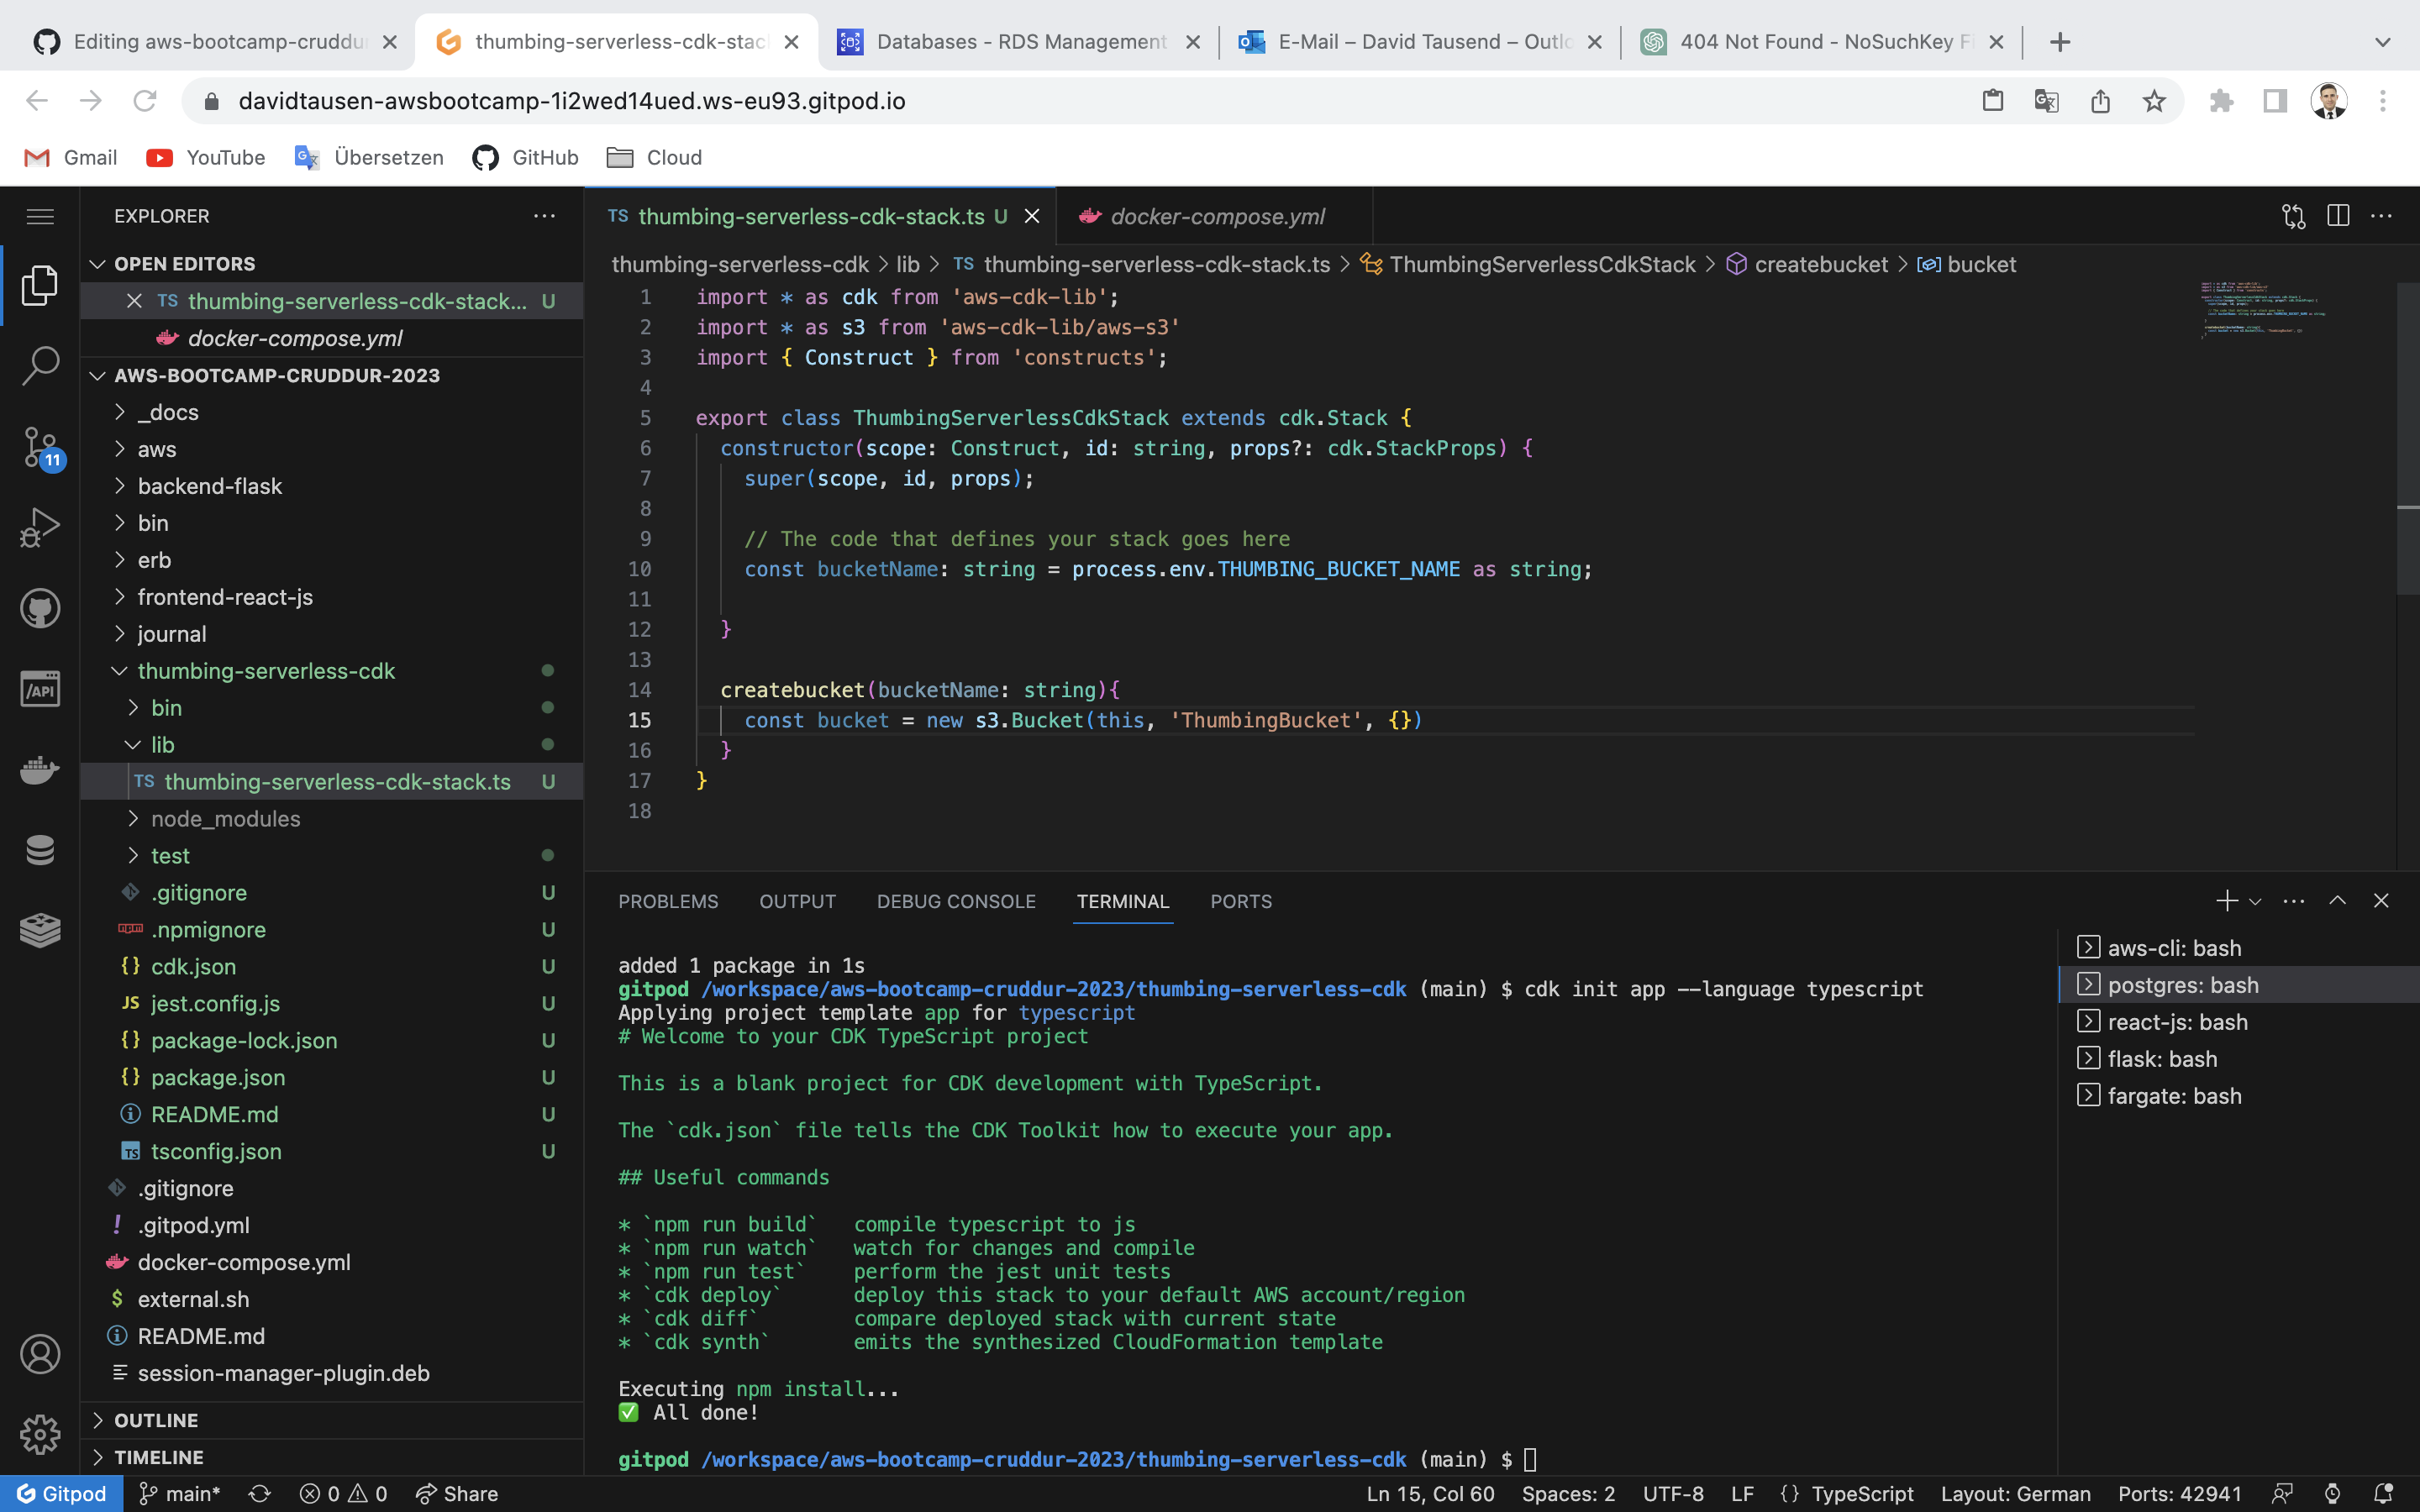 Editing aws-bootcamp-cruddu
thumbing-serverless-cdk-stac
Databases - RDS Management
E-Mail – David Tausend – Outlo
404 Not Found - NoSuchKey F
davidtausen-awsbootcamp-1i2wed14ued.ws-eu93.gitpod.io
Gmail
YouTube
Übersetzen
GitHub
Cloud
EXPLORER
OPEN EDITORS
TS thumbing-serverless-cdk-stack... U
docker-compose.yml
AWS-BOOTCAMP-CRUDDUR-2023
_docs
aws
backend-flask
bin
erb
frontend-react-js
journal
thumbing-serverless-cdk
bin
lib
TS thumbing-serverless-cdk-stack.ts U
node_modules
test
.gitignore U
.npmignore U
{} cdk.json U
JS jest.config.js U
{} package-lock.json U
{} package.json U
README.md U
TS tsconfig.json U
.gitignore
! .gitpod.yml
docker-compose.yml
$ external.sh
README.md
session-manager-plugin.deb
OUTLINE
TIMELINE
11
/API
TS thumbing-serverless-cdk-stack.ts U
docker-compose.yml
thumbing-serverless-cdk > lib > TS thumbing-serverless-cdk-stack.ts > ThumbingServerlessCdkStack > createbucket > bucket
1 import * as cdk from 'aws-cdk-lib';
2 import * as s3 from 'aws-cdk-lib/aws-s3'
3 import { Construct } from 'constructs';
4
5 export class ThumbingServerlessCdkStack extends cdk.Stack {
6 constructor(scope: Construct, id: string, props?: cdk.StackProps) {
7 super(scope, id, props);
8
9 // The code that defines your stack goes here
10 const bucketName: string = process.env.THUMBING_BUCKET_NAME as string;
11
12 }
13
14 createbucket(bucketName: string){
15 const bucket = new s3.Bucket(this, 'ThumbingBucket', {})
16 }
17 }
18
PROBLEMS OUTPUT DEBUG CONSOLE TERMINAL PORTS
added 1 package in 1s
gitpod /workspace/aws-bootcamp-cruddur-2023/thumbing-serverless-cdk (main) $ cdk init app --language typescript
Applying project template app for typescript
# Welcome to your CDK TypeScript project
This is a blank project for CDK development with TypeScript.
The `cdk.json` file tells the CDK Toolkit how to execute your app.
## Useful commands
* `npm run build` compile typescript to js
* `npm run watch` watch for changes and compile
* `npm run test` perform the jest unit tests
* `cdk deploy` deploy this stack to your default AWS account/region
* `cdk diff` compare deployed stack with current state
* `cdk synth` emits the synthesized CloudFormation template
Executing npm install...
✅ All done!
gitpod /workspace/aws-bootcamp-cruddur-2023/thumbing-serverless-cdk (main) $
aws-cli: bash
postgres: bash
react-js: bash
flask: bash
fargate: bash
Gitpod main* 0 0 Share Ln 15, Col 60 Spaces: 2 UTF-8 LF {} TypeScript Layout: German Ports: 42941